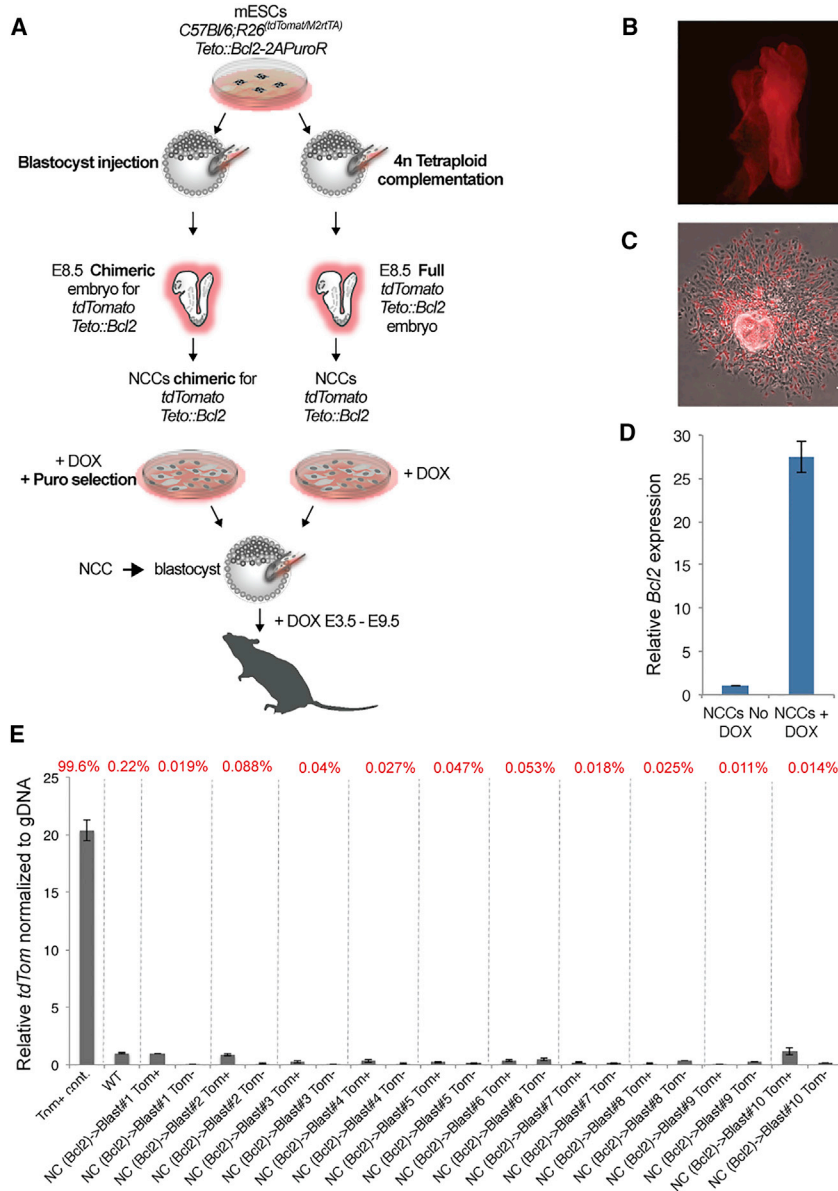 A
mESCs
C57Bl/6;R26(tdTomat/M2rtTA)
Teto::Bcl2-2APuroR
Blastocyst injection
4n Tetraploid
complementation
E8.5 Chimeric
embryo for
tdTomato
Teto::Bcl2
E8.5 Full
tdTomato
Teto::Bcl2
embryo
NCCs chimeric for
tdTomato
Teto::Bcl2
NCCs
tdTomato
Teto::Bcl2
+ DOX
+ Puro selection
+ DOX
NCC
blastocyst
+ DOX E3.5 - E9.5
B
C
D
Relative Bcl2 expression
30
25
20
15
10
5
0
NCCs No
DOX
NCCs +
DOX
E
99.6% 0.22% 0.019% 0.088% 0.04% 0.027% 0.047% 0.053% 0.018% 0.025% 0.011% 0.014%
Relative tdTom normalized to gDNA
25
20
15
10
5
0
Tom+ cont.
WT
NC (Bcl2)->Blast#1 Tom+
NC (Bcl2)->Blast#1 Tom-
NC (Bcl2)->Blast#2 Tom+
NC (Bcl2)->Blast#2 Tom-
NC (Bcl2)->Blast#3 Tom+
NC (Bcl2)->Blast#3 Tom-
NC (Bcl2)->Blast#4 Tom+
NC (Bcl2)->Blast#4 Tom-
NC (Bcl2)->Blast#5 Tom+
NC (Bcl2)->Blast#5 Tom-
NC (Bcl2)->Blast#6 Tom+
NC (Bcl2)->Blast#6 Tom-
NC (Bcl2)->Blast#7 Tom+
NC (Bcl2)->Blast#7 Tom-
NC (Bcl2)->Blast#8 Tom+
NC (Bcl2)->Blast#8 Tom-
NC (Bcl2)->Blast#9 Tom+
NC (Bcl2)->Blast#9 Tom-
NC (Bcl2)->Blast#10 Tom+
NC (Bcl2)->Blast#10 Tom-